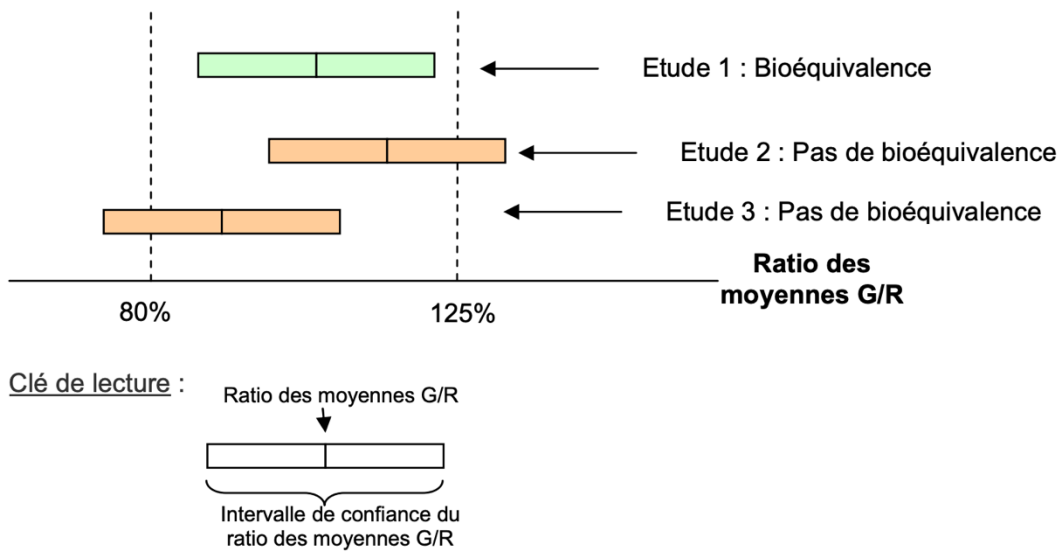 Etude 1 : Bioéquivalence
Etude 2 : Pas de bioéquivalence
Etude 3 : Pas de bioéquivalence
Ratio des
moyennes G/R
80%
125%
Clé de lecture :
Ratio des moyennes G/R
Intervalle de confiance du
ratio des moyennes G/R